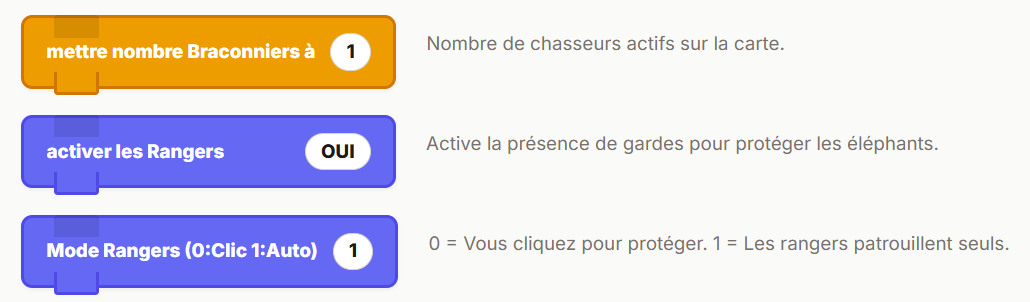 mettre nombre Braconniers à 1 Nombre de chasseurs actifs sur la carte.
activer les Rangers OUI Active la présence de gardes pour protéger les éléphants.
Mode Rangers (0:Clic 1:Auto) 1 0 = Vous cliquez pour protéger. 1 = Les rangers patrouillent seuls.